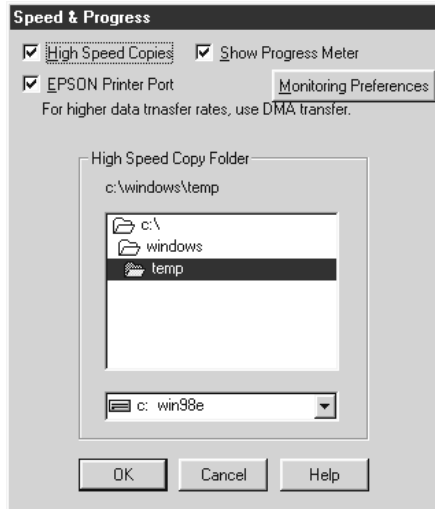 Speed & Progress
High Speed Copies Show Progress Meter
EPSON Printer Port Monitoring Preferences
For higher data trnasfer rates, use DMA transfer.
High Speed Copy Folder
c:\windows\temp
c:\
windows
temp
c: win98e
OK Cancel Help